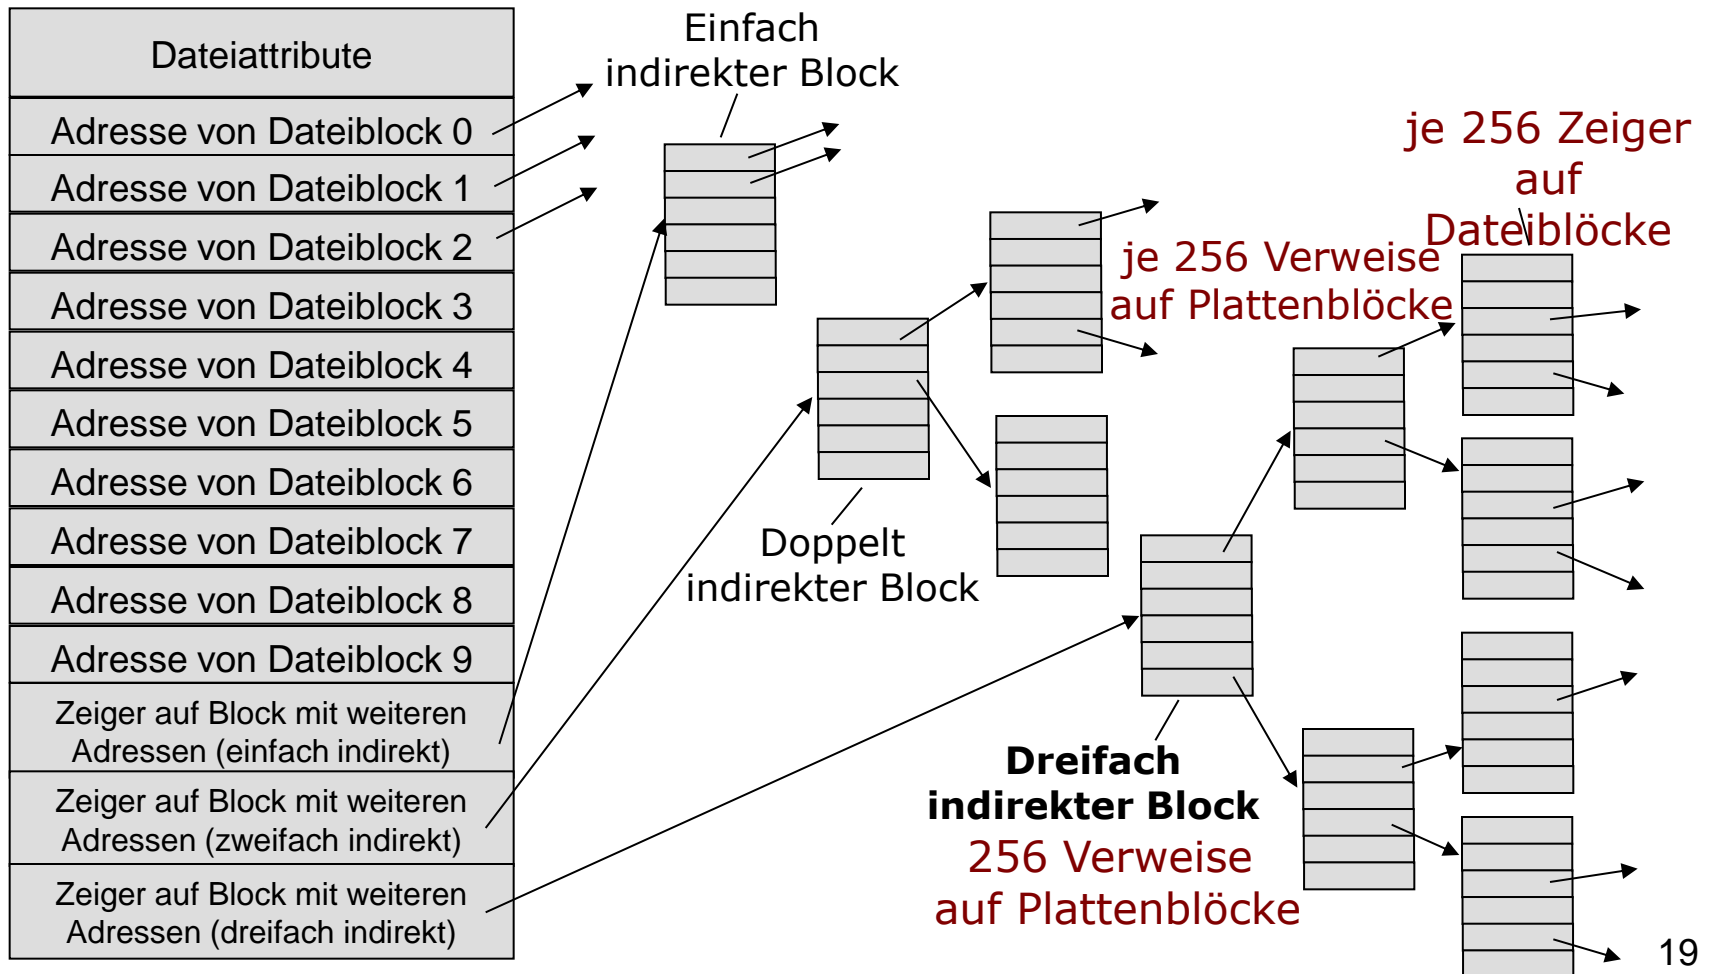 Dateiattribute
Adresse von Dateiblock 0
Adresse von Dateiblock 1
Adresse von Dateiblock 2
Adresse von Dateiblock 3
Adresse von Dateiblock 4
Adresse von Dateiblock 5
Adresse von Dateiblock 6
Adresse von Dateiblock 7
Adresse von Dateiblock 8
Adresse von Dateiblock 9
Zeiger auf Block mit weiteren
Adressen (einfach indirekt)
Zeiger auf Block mit weiteren
Adressen (zweifach indirekt)
Zeiger auf Block mit weiteren
Adressen (dreifach indirekt)
Einfach
indirekter Block
Doppelt
indirekter Block
je 256 Verweise
auf Plattenblöcke
je 256 Zeiger
auf
Dateiblöcke
Dreifach
indirekter Block
256 Verweise
auf Plattenblöcke
19